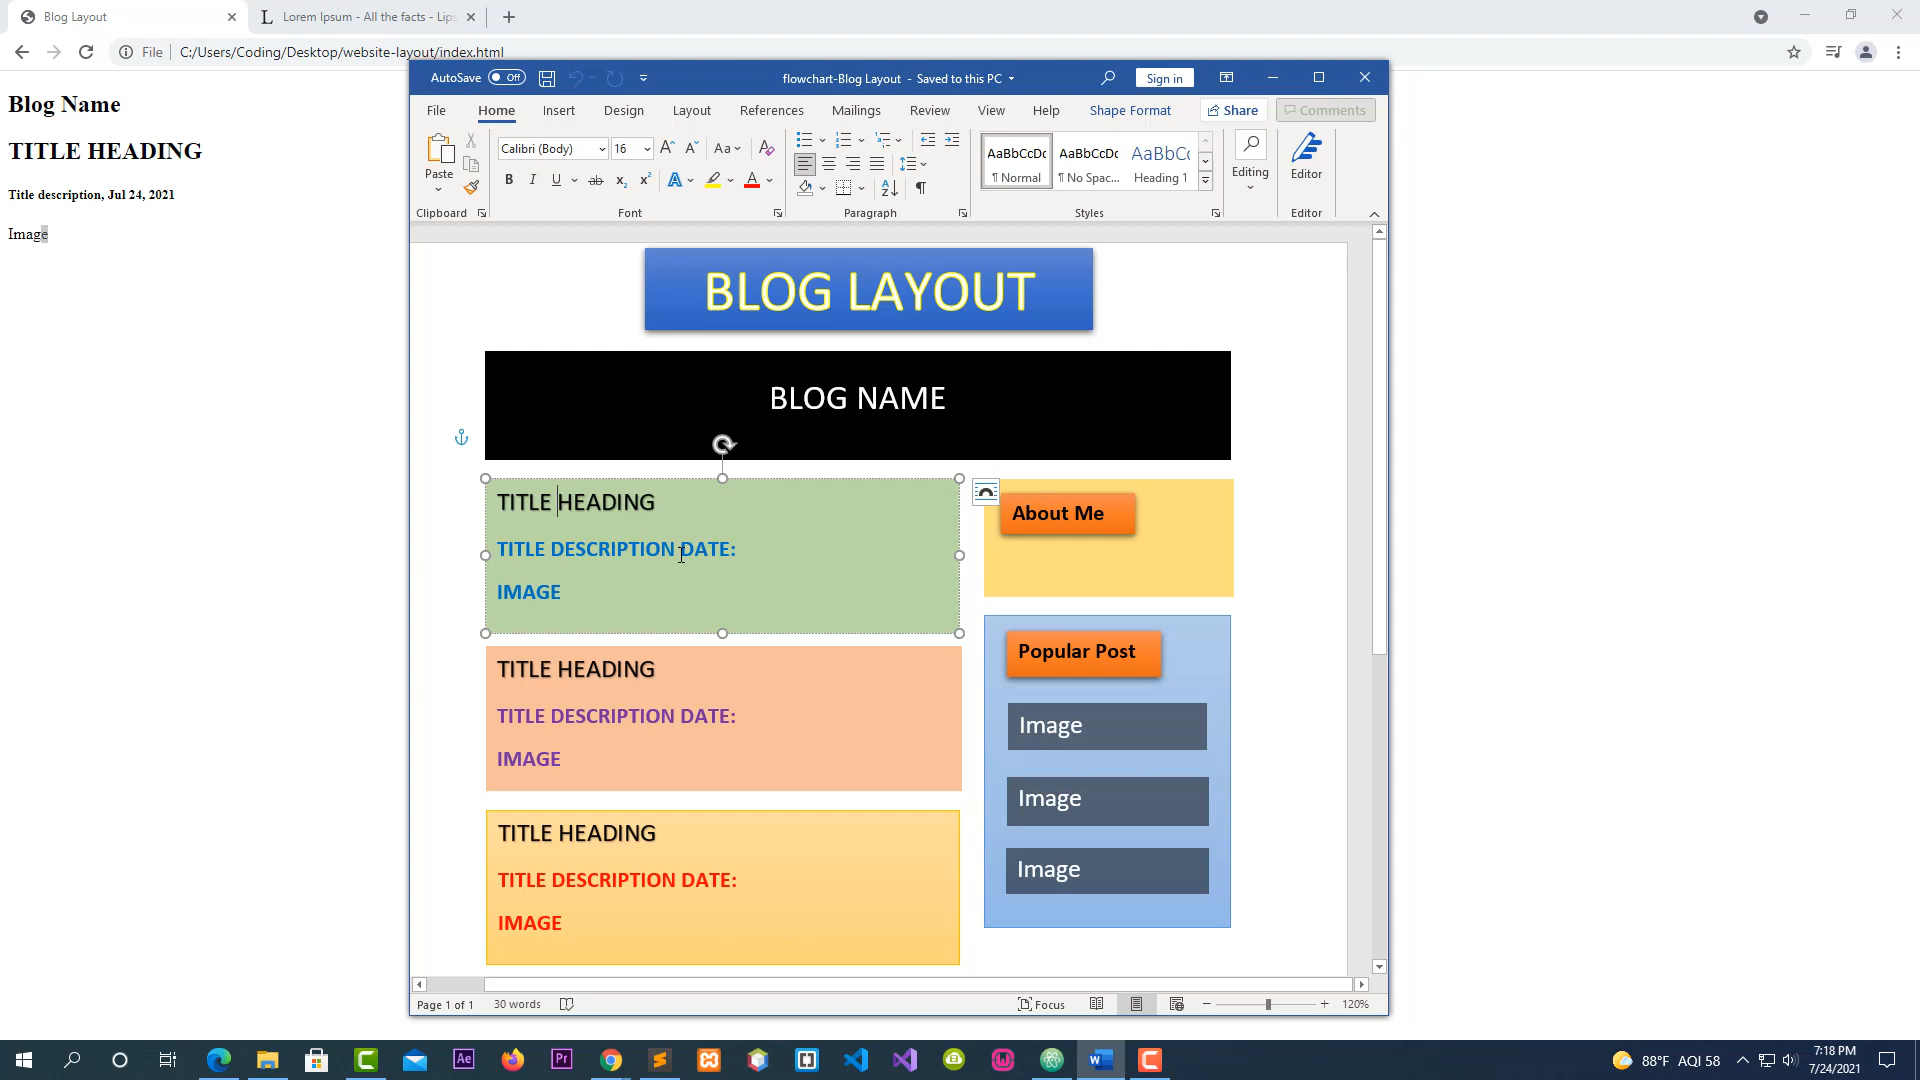 Blog Layout
Lorem Ipsum - All the facts - Lips
File
C:/Users/Coding/Desktop/website-layout/index.html
Blog Name
TITLE HEADING
Title description, Jul 24, 2021
Image
AutoSave Off
flowchart-Blog Layout - Saved to this PC
Sign in
File Home Insert Design Layout References Mailings Review View Help Shape Format Share Comments
Paste
Calibri (Body) 16
AaBbCcDc AaBbCcDc AaBbC
¶ Normal ¶ No Spac... Heading 1
Editing
Editor
Clipboard Font Paragraph Styles Editor
BLOG LAYOUT
BLOG NAME
TITLE HEADING
TITLE DESCRIPTION DATE:
IMAGE
About Me
TITLE HEADING
TITLE DESCRIPTION DATE:
IMAGE
Popular Post
Image
Image
Image
TITLE HEADING
TITLE DESCRIPTION DATE:
IMAGE
Page 1 of 1 30 words Focus 120%
88°F AQI 58
7:18 PM
7/24/2021